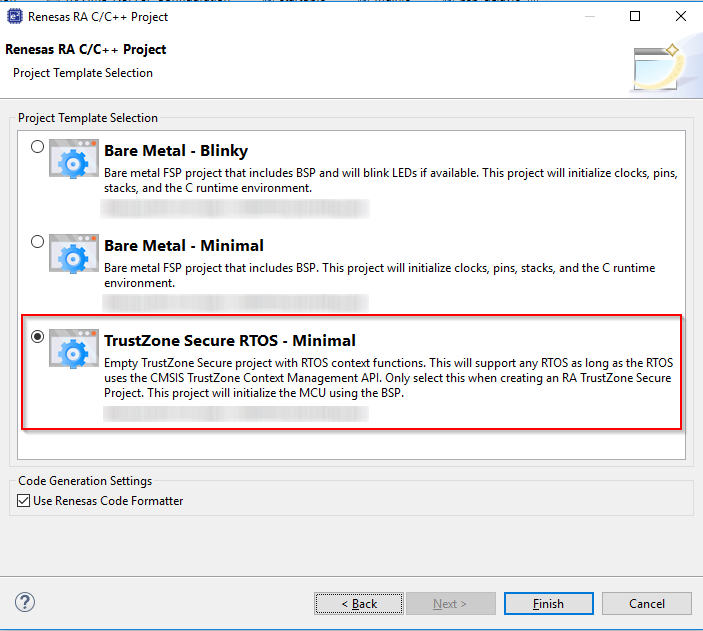 Renesas RA C/C++ Project
Renesas RA C/C++ Project
Project Template Selection
Project Template Selection
Bare Metal - Blinky
Bare metal FSP project that includes BSP and will blink LEDs if available. This project will initialize clocks, pins,
stacks, and the C runtime environment.
Bare Metal - Minimal
Bare metal FSP project that includes BSP. This project will initialize clocks, pins, stacks, and the C runtime
environment.
TrustZone Secure RTOS - Minimal
Empty TrustZone Secure project with RTOS context functions. This will support any RTOS as long as the RTOS
uses the CMSIS TrustZone Context Management API. Only select this when creating an RA TrustZone Secure
Project. This project will initialize the MCU using the BSP.
Code Generation Settings
Use Renesas Code Formatter
?
< Back
Next >
Finish
Cancel